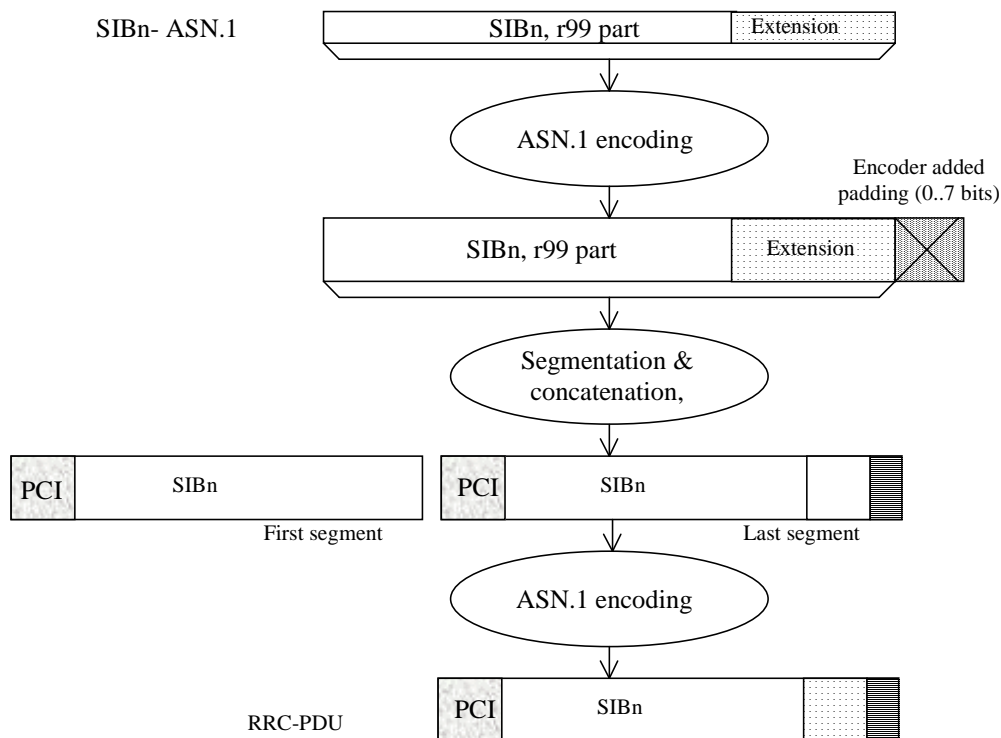 SIBn- ASN.1
SIBn, r99 part
Extension
ASN.1 encoding
Encoder added
padding (0..7 bits)
SIBn, r99 part
Extension
Segmentation &
concatenation,
PCI
SIBn
PCI
SIBn
First segment
Last segment
ASN.1 encoding
PCI
SIBn
RRC-PDU